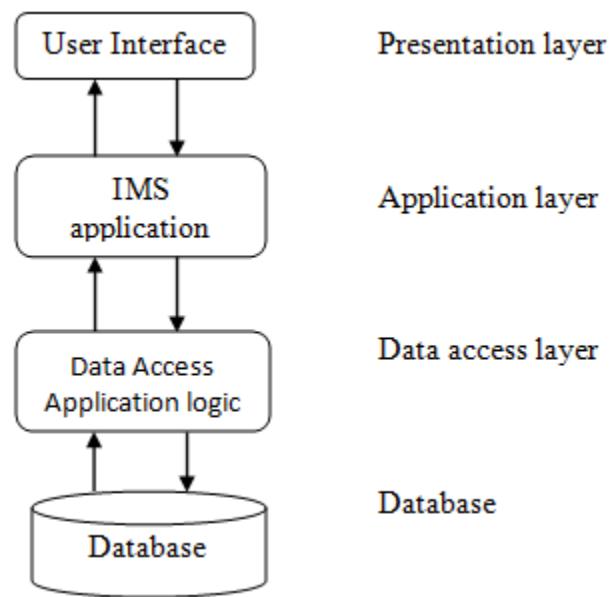 User Interface
Presentation layer
IMS
application
Application layer
Data Access
Application logic
Data access layer
Database
Database